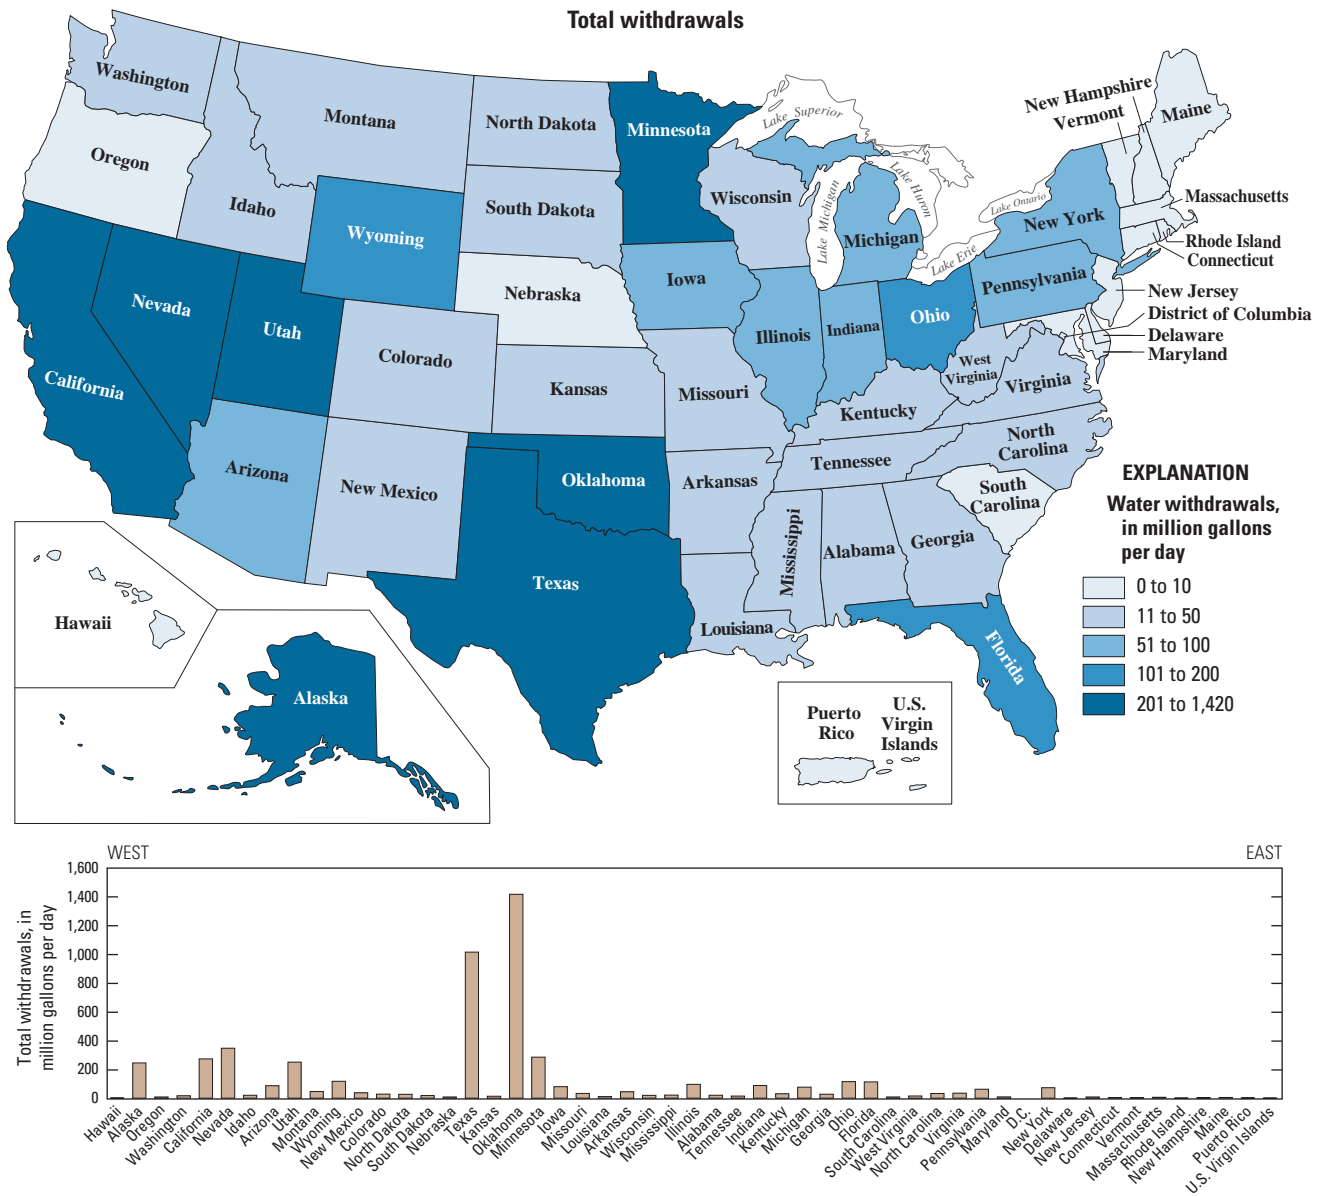 Total withdrawals
Washington
Montana
North Dakota
Minnesota
Lake Superior
New Hampshire
Vermont
Maine
Oregon
Idaho
Wyoming
South Dakota
Wisconsin
Lake Michigan
Lake Huron
Michigan
Lake Ontario
New York
Massachusetts
Rhode Island
Connecticut
Lake Erie
Nevada
Utah
Nebraska
Iowa
Illinois
Indiana
Ohio
Pennsylvania
New Jersey
District of Columbia
Delaware
Maryland
California
Colorado
Kansas
Missouri
Kentucky
West
Virginia
Virginia
Arizona
New Mexico
Oklahoma
Arkansas
Tennessee
North
Carolina
South
Carolina
Texas
Louisiana
Mississippi
Alabama
Georgia
Florida
Hawaii
Alaska
Puerto
Rico
U.S.
Virgin
Islands
EXPLANATION
Water withdrawals,
in million gallons
per day
0 to 10
11 to 50
51 to 100
101 to 200
201 to 1,420
WEST
EAST
Total withdrawals, in
million gallons per day
1,600
1,400
1,200
1,000
800
600
400
200
0
Hawaii
Alaska
Oregon
Washington
California
Nevada
Idaho
Arizona
Utah
Montana
Wyoming
New Mexico
Colorado
North Dakota
South Dakota
Nebraska
Texas
Kansas
Oklahoma
Minnesota
Iowa
Missouri
Louisiana
Arkansas
Wisconsin
Mississippi
Illinois
Alabama
Tennessee
Indiana
Kentucky
Michigan
Georgia
Ohio
Florida
South Carolina
West Virginia
North Carolina
Virginia
Pennsylvania
Maryland
D.C.
New York
Delaware
New Jersey
Connecticut
Vermont
Massachusetts
Rhode Island
New Hampshire
Maine
Puerto Rico
U.S. Virgin Islands